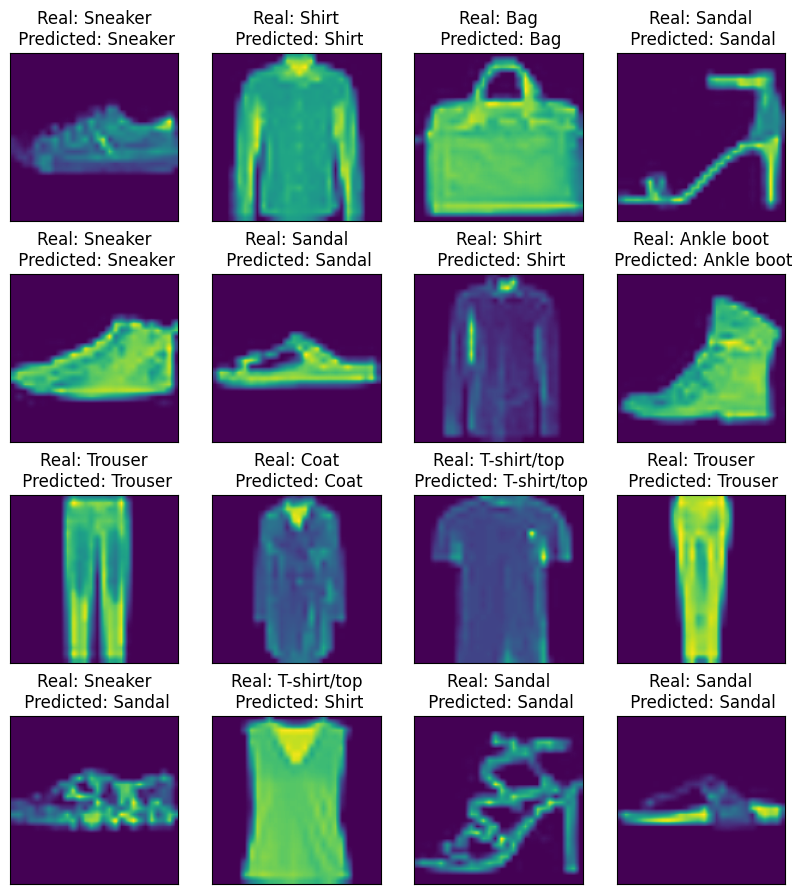 Real: Sneaker
Predicted: Sneaker
Real: Shirt
Predicted: Shirt
Real: Bag
Predicted: Bag
Real: Sandal
Predicted: Sandal
Real: Sneaker
Predicted: Sneaker
Real: Sandal
Predicted: Sandal
Real: Shirt
Predicted: Shirt
Real: Ankle boot
Predicted: Ankle boot
Real: Trouser
Predicted: Trouser
Real: Coat
Predicted: Coat
Real: T-shirt/top
Predicted: T-shirt/top
Real: Trouser
Predicted: Trouser
Real: Sneaker
Predicted: Sandal
Real: T-shirt/top
Predicted: Shirt
Real: Sandal
Predicted: Sandal
Real: Sandal
Predicted: Sandal